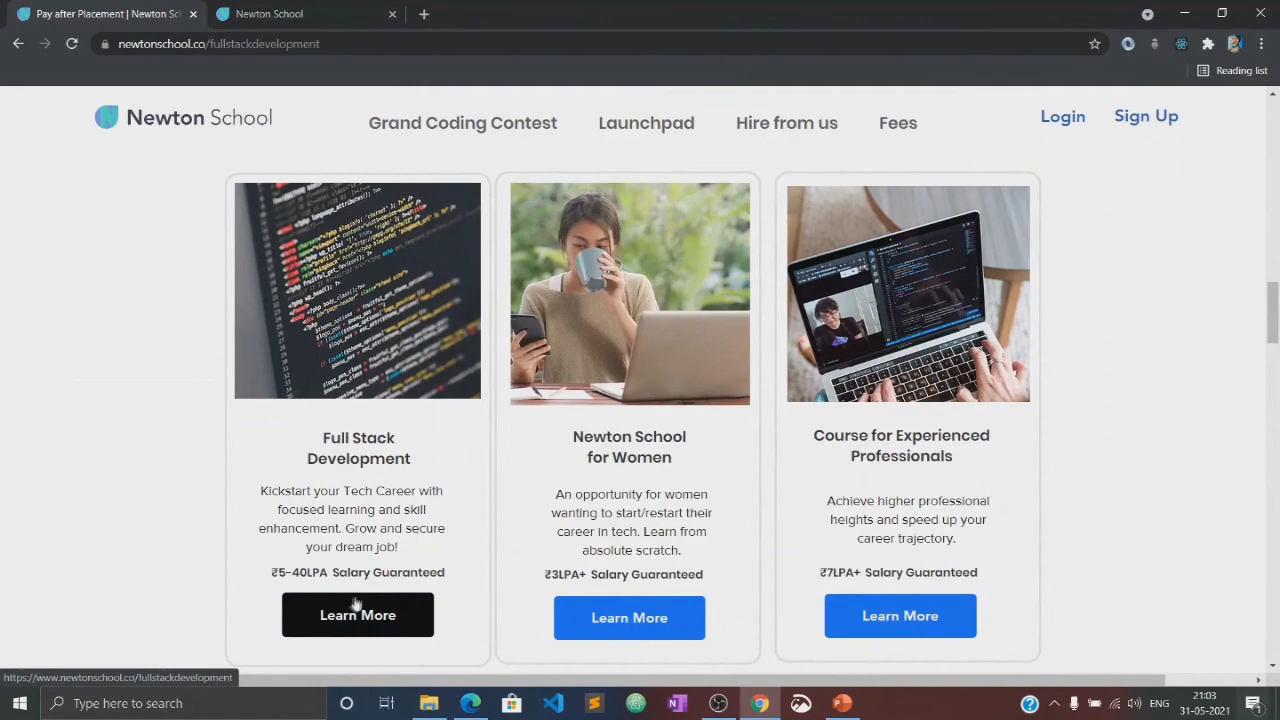 Pay after Placement | Newton Sc
Newton School
newtonschool.co/fullstackdevelopment
Reading list
Newton School
Grand Coding Contest
Launchpad
Hire from us
Fees
Login
Sign Up
Full Stack
Development
Kickstart your Tech Career with
focused learning and skill
enhancement. Grow and secure
your dream job!
₹5-40LPA Salary Guaranteed
Learn More
Newton School
for Women
An opportunity for women
wanting to start/restart their
career in tech. Learn from
absolute scratch.
₹3LPA+ Salary Guaranteed
Learn More
Course for Experienced
Professionals
Achieve higher professional
heights and speed up your
career trajectory.
₹7LPA+ Salary Guaranteed
Learn More
https://www.newtonschool.co/fullstackdevelopment
Type here to search
ENG
21:03
31-05-2021